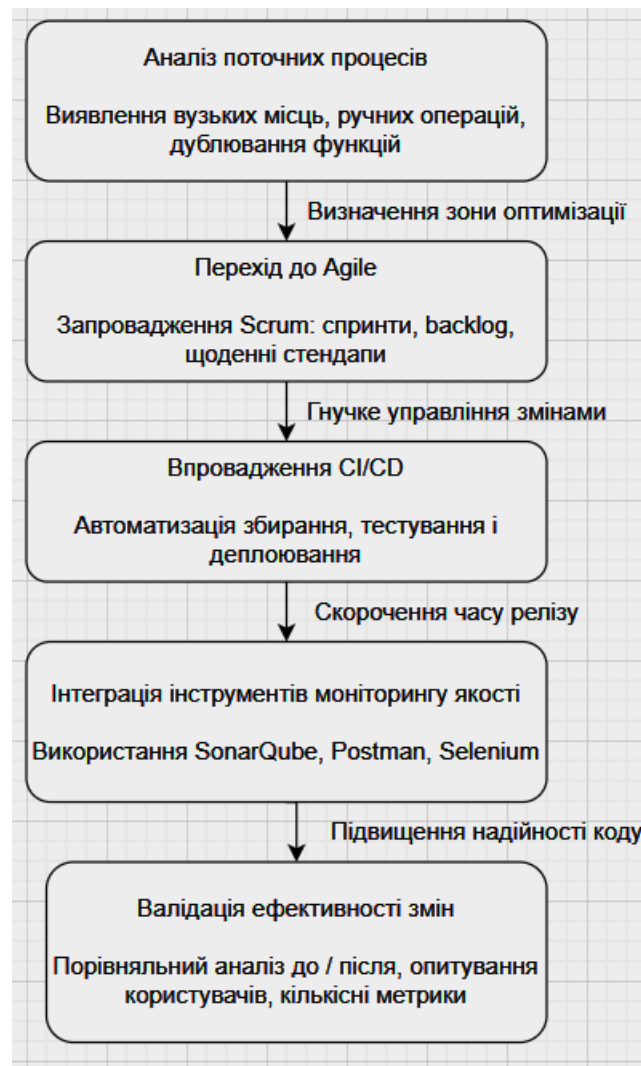 Аналіз поточних процесів
Виявлення вузьких місць, ручних операцій,
дублювання функцій
Визначення зони оптимізації
Перехід до Agile
Запровадження Scrum: спринти, backlog,
щоденні стендапи
Гнучке управління змінами
Впровадження CI/CD
Автоматизація збирання, тестування і
деплоювання
Скорочення часу релізу
Інтеграція інструментів моніторингу якості
Використання SonarQube, Postman, Selenium
Підвищення надійності коду
Валідація ефективності змін
Порівняльний аналіз до / після, опитування
користувачів, кількісні метрики